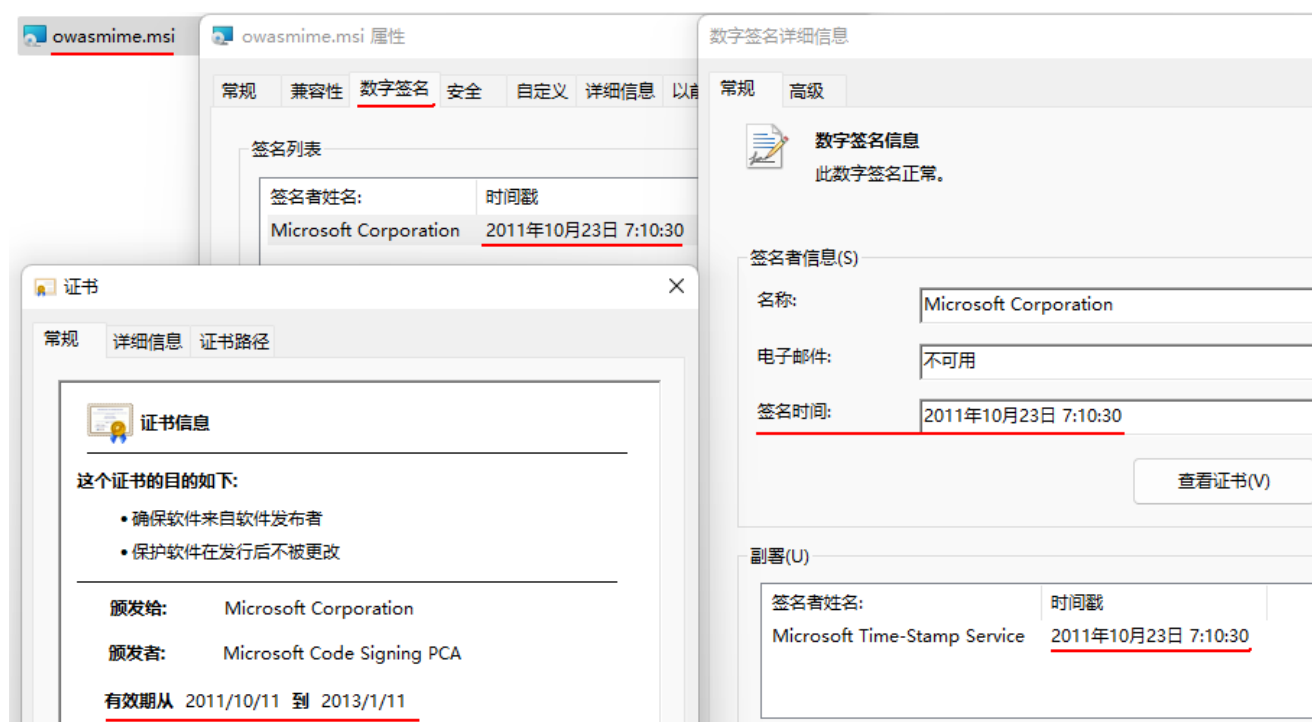 owasmime.msi
owasmime.msi 属性
常规 兼容性 数字签名 安全 自定义 详细信息 以前
签名列表
签名者姓名: 时间戳
Microsoft Corporation 2011年10月23日 7:10:30
证书
常规 详细信息 证书路径
证书信息
这个证书的目的如下:
• 确保软件来自软件发布者
• 保护软件在发行后不被更改
颁发给: Microsoft Corporation
颁发者: Microsoft Code Signing PCA
有效期从 2011/10/11 到 2013/1/11
数字签名详细信息
常规 高级
数字签名信息
此数字签名正常。
签名者信息(S)
名称: Microsoft Corporation
电子邮件: 不可用
签名时间: 2011年10月23日 7:10:30
查看证书(V)
副署(U)
签名者姓名: 时间戳
Microsoft Time-Stamp Service 2011年10月23日 7:10:30